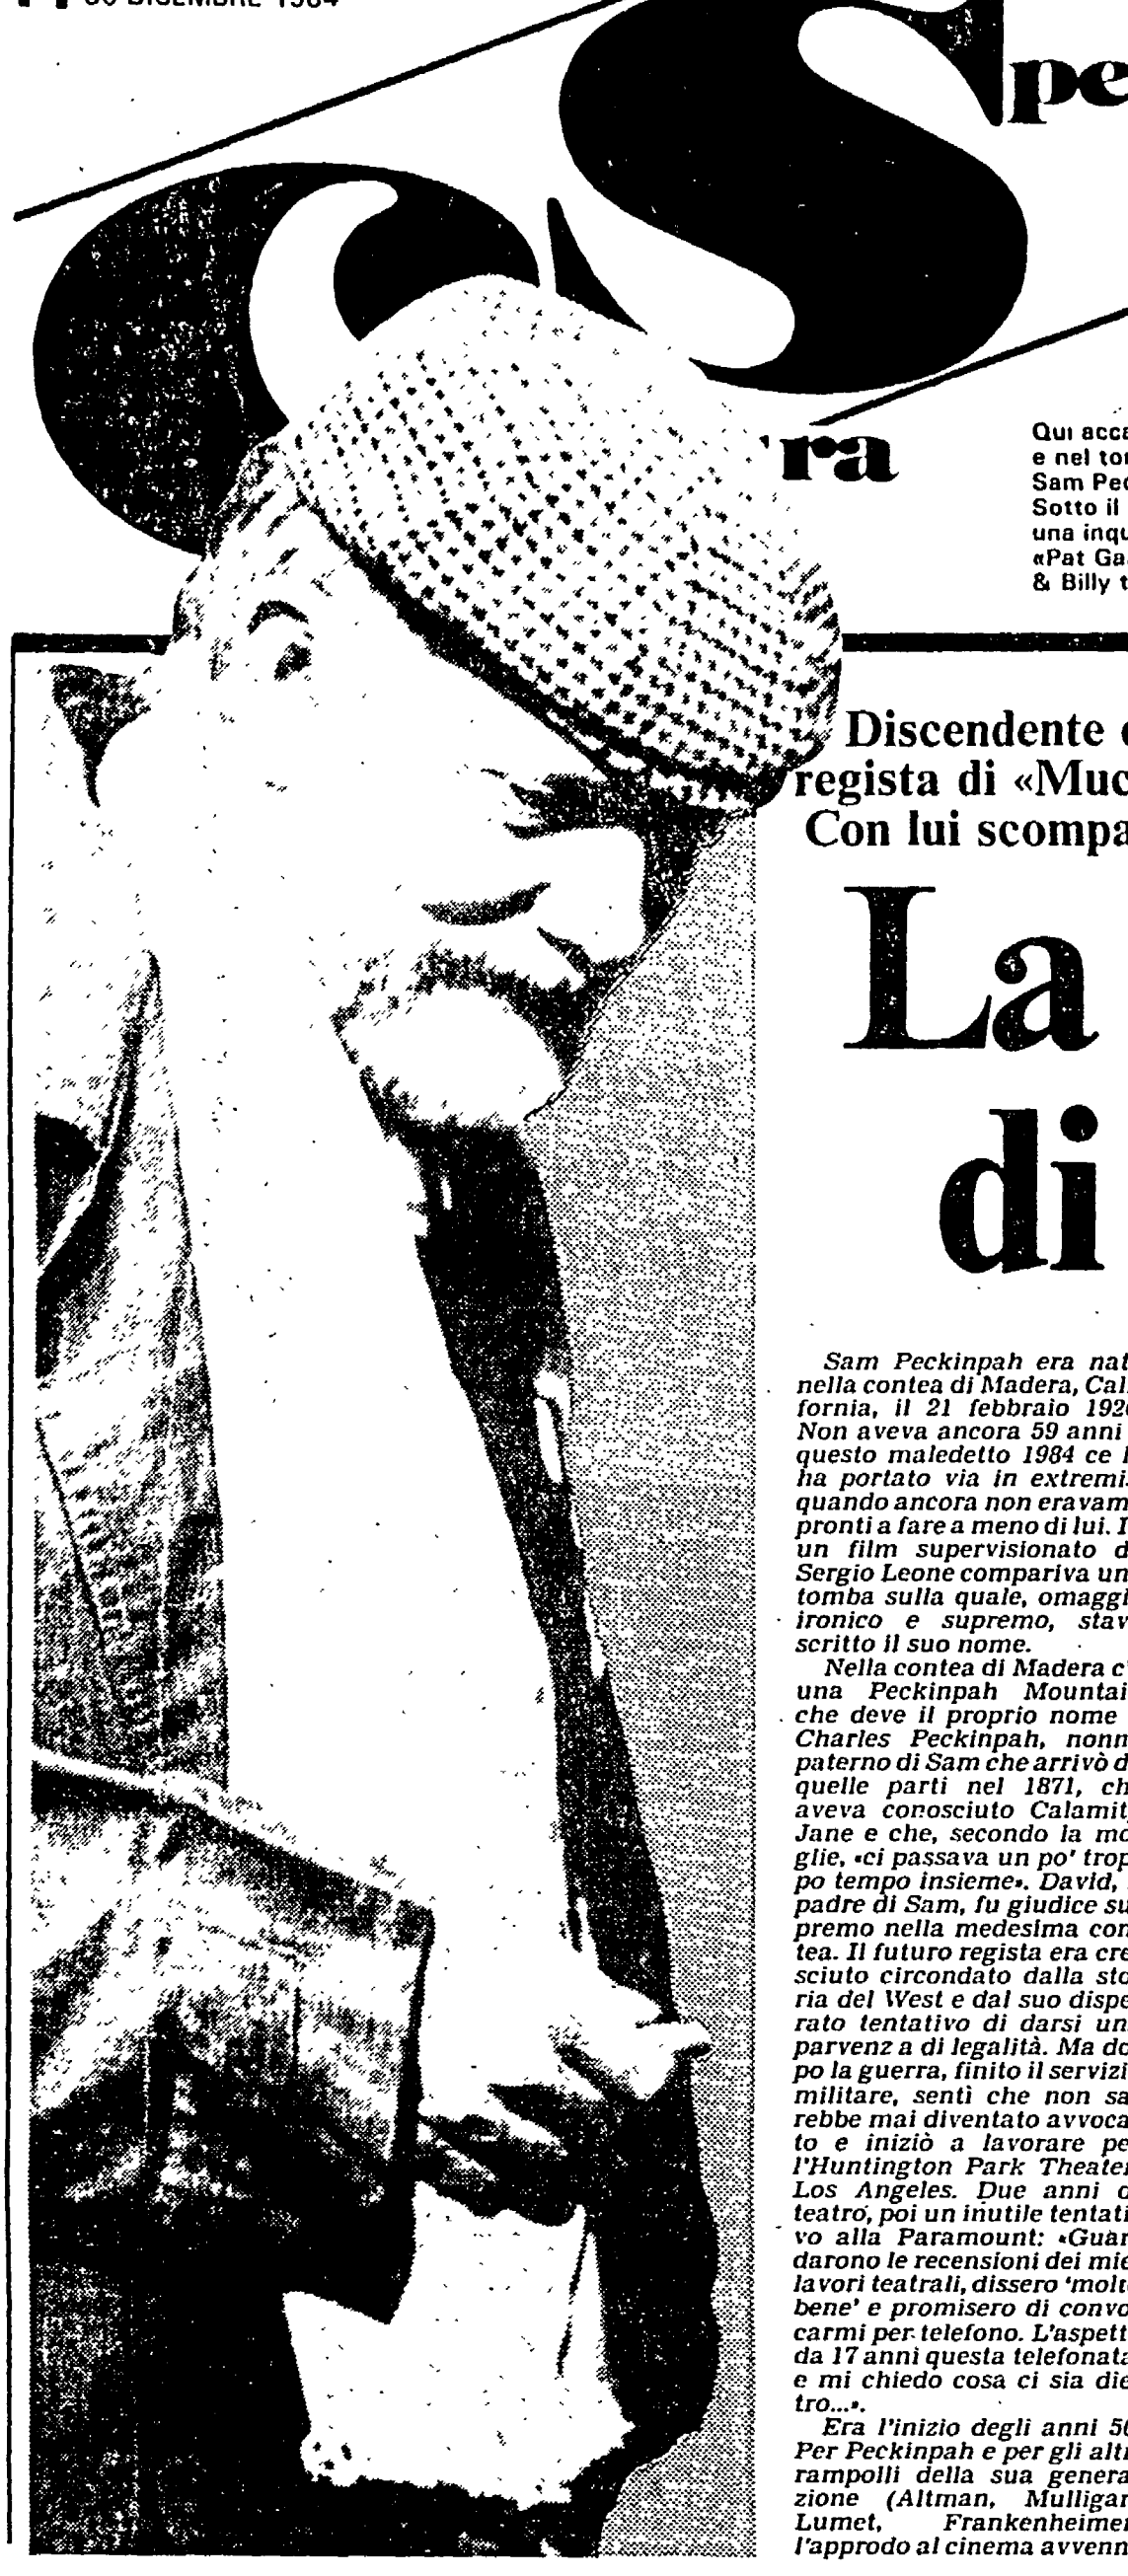 30 DICEMBRE 1984
Spe
ra
Qui acca
e nel ton
Sam Pec
Sotto il
una inqu
«Pat Ga
& Billy t
Discendente
regista di «Muc
Con lui scompa
La
di
Sam Peckinpah era nat
nella contea di Madera, Cali
fornia, il 21 febbraio 1926
Non aveva ancora 59 anni
questo maledetto 1984 ce l
ha portato via in extremis
quando ancora non eravam
pronti a fare a meno di lui. I
un film supervisionato d
Sergio Leone compariva un
tomba sulla quale, omaggi
ironico e supremo, stav
scritto il suo nome.
Nella contea di Madera c'
una Peckinpah Mountai
che deve il proprio nome
Charles Peckinpah, nonn
paterno di Sam che arrivò d
quelle parti nel 1871, ch
aveva conosciuto Calamit
Jane e che, secondo la mo
glie, «ci passava un po' trop
po tempo insieme». David,
padre di Sam, fu giudice su
premo nella medesima con
tea. Il futuro regista era cre
sciuto circondato dalla sto
ria del West e dal suo dispe
rato tentativo di darsi un
parvenz a di legalità. Ma do
po la guerra, finito il servizi
militare, sentì che non sa
rebbe mai diventato avvoca
to e iniziò a lavorare pe
l'Huntington Park Theater
Los Angeles. Due anni d
teatro, poi un inutile tentati
vo alla Paramount: «Guar
darono le recensioni dei mie
lavori teatrali, dissero 'molto
bene' e promisero di convo
carmi per telefono. L'aspett
da 17 anni questa telefonata
e mi chiedo cosa ci sia die
tro...».
Era l'inizio degli anni 50
Per Peckinpah e per gli altr
rampolli della sua genera
zione (Altman, Mulligan
Lumet, Frankenheimer
l'approdo al cinema avvenn